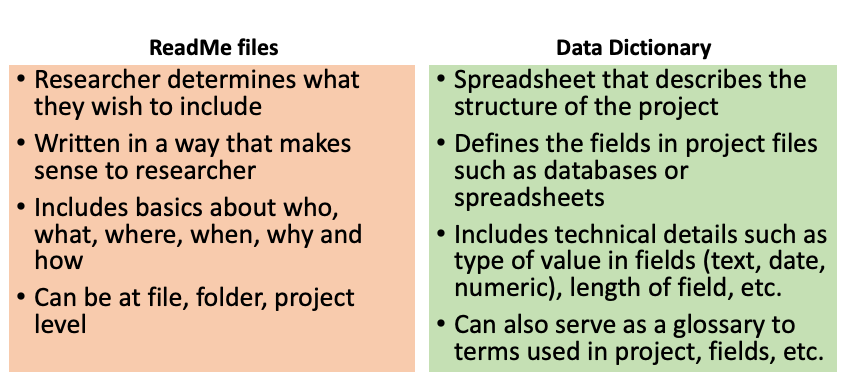 ReadMe files
• Researcher determines what
they wish to include
• Written in a way that makes
sense to researcher
• Includes basics about who,
what, where, when, why and
how
• Can be at file, folder, project
level
Data Dictionary
• Spreadsheet that describes the
structure of the project
• Defines the fields in project files
such as databases or
spreadsheets
• Includes technical details such as
type of value in fields (text, date,
numeric), length of field, etc.
• Can also serve as a glossary to
terms used in project, fields, etc.